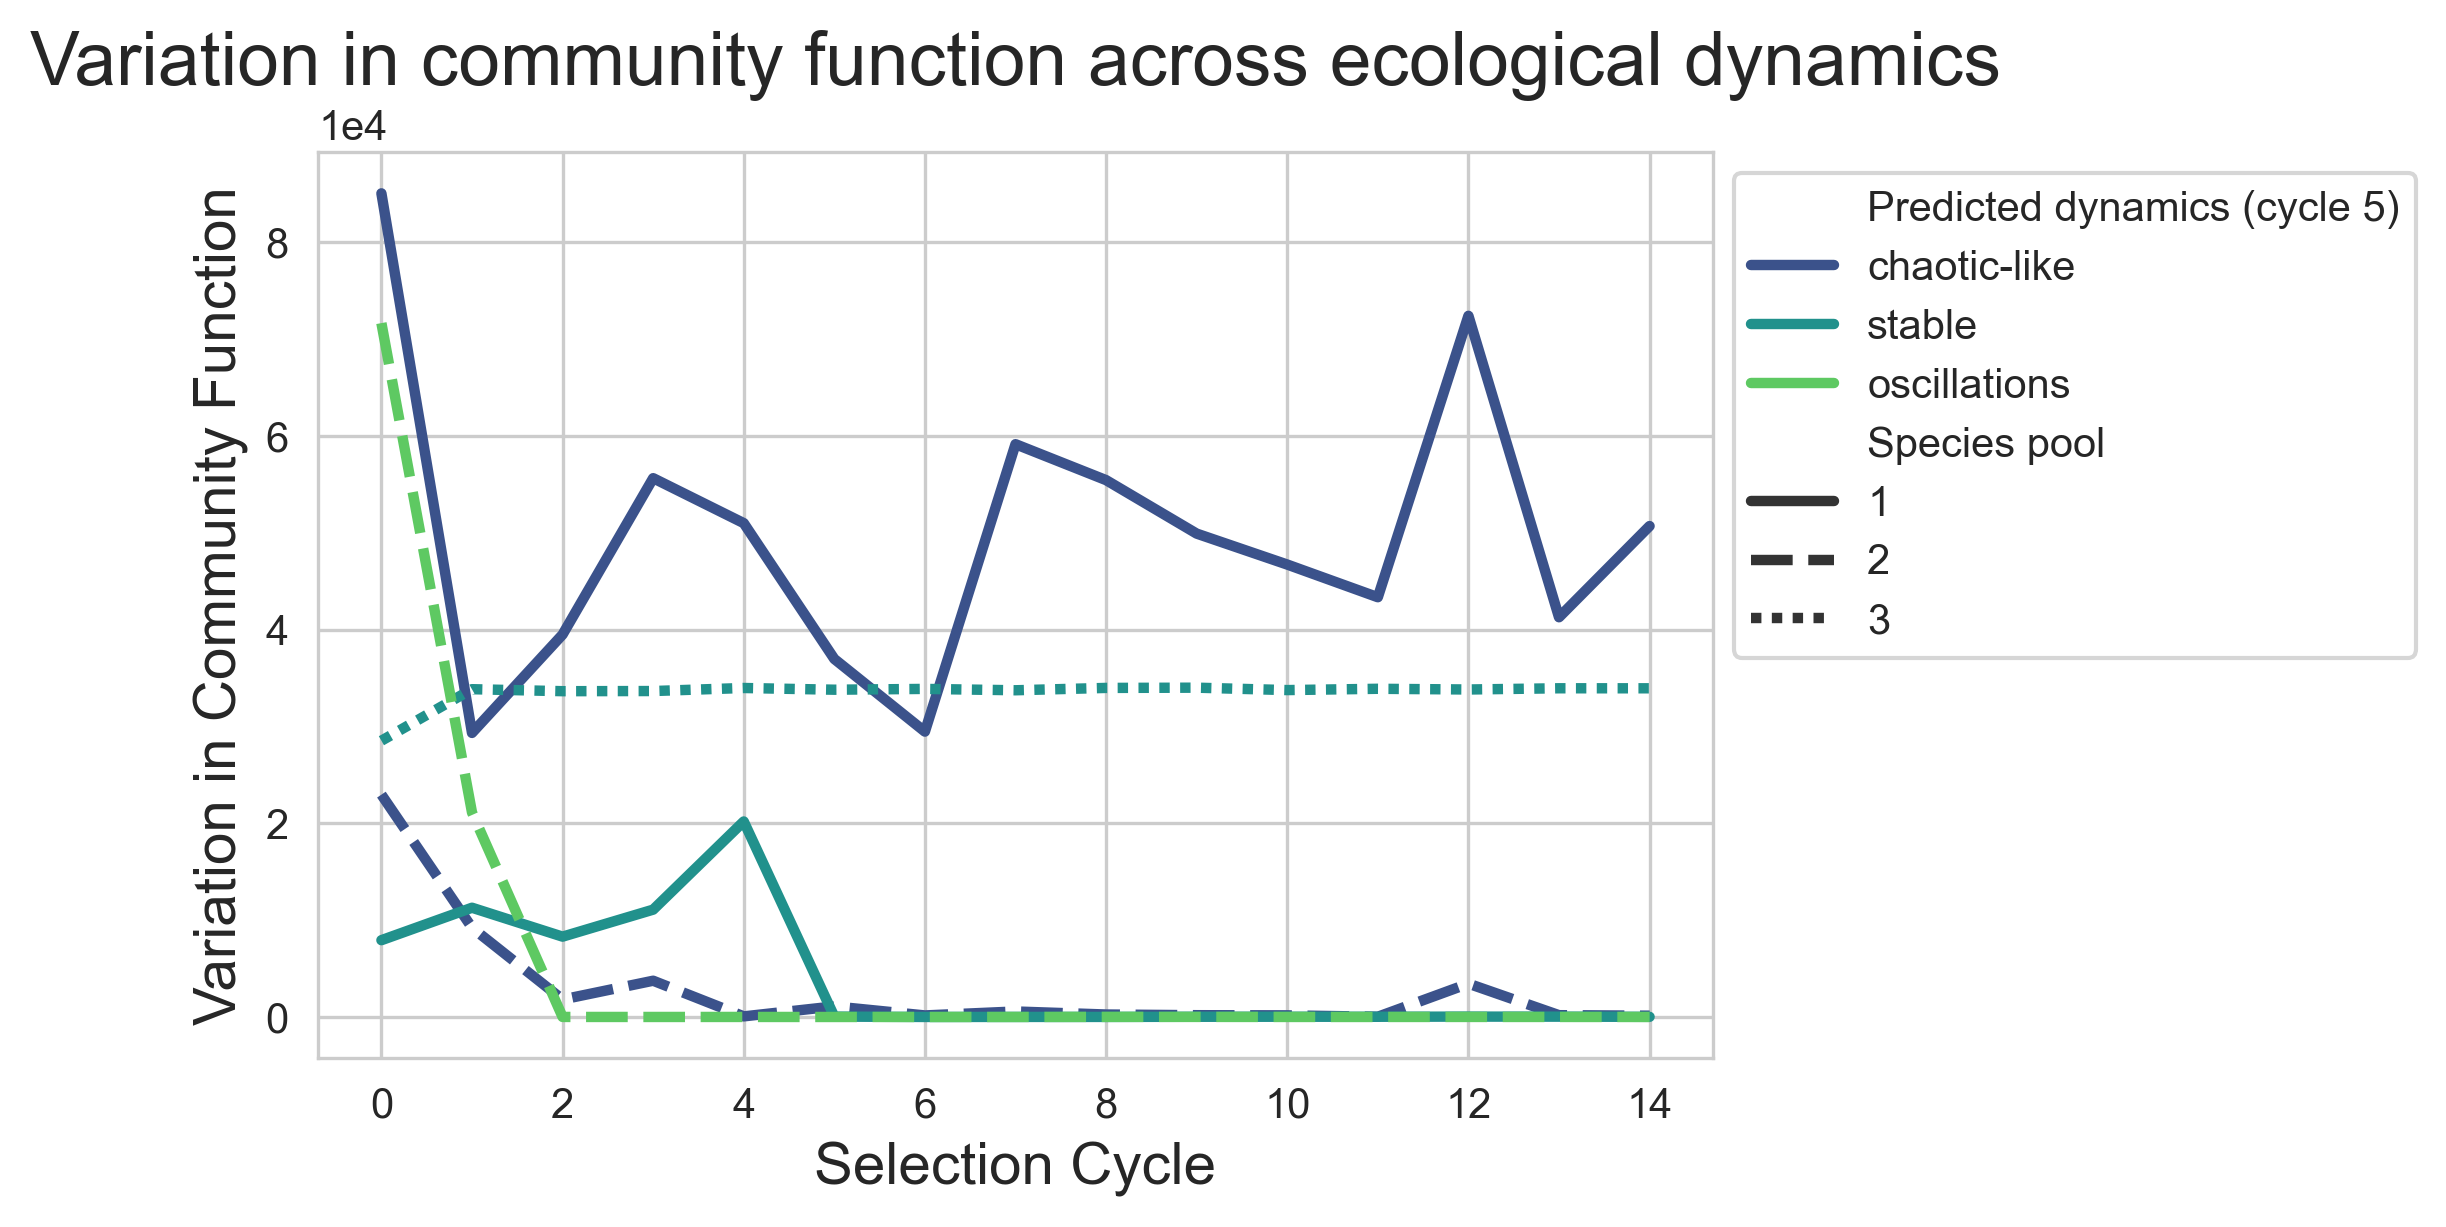 Variation in community function across ecological dynamics
1e4
Variation in Community Function
8
6
4
2
0
0 2 4 6 8 10 12 14
Selection Cycle
Predicted dynamics (cycle 5)
chaotic-like
stable
oscillations
Species pool
1
2
3